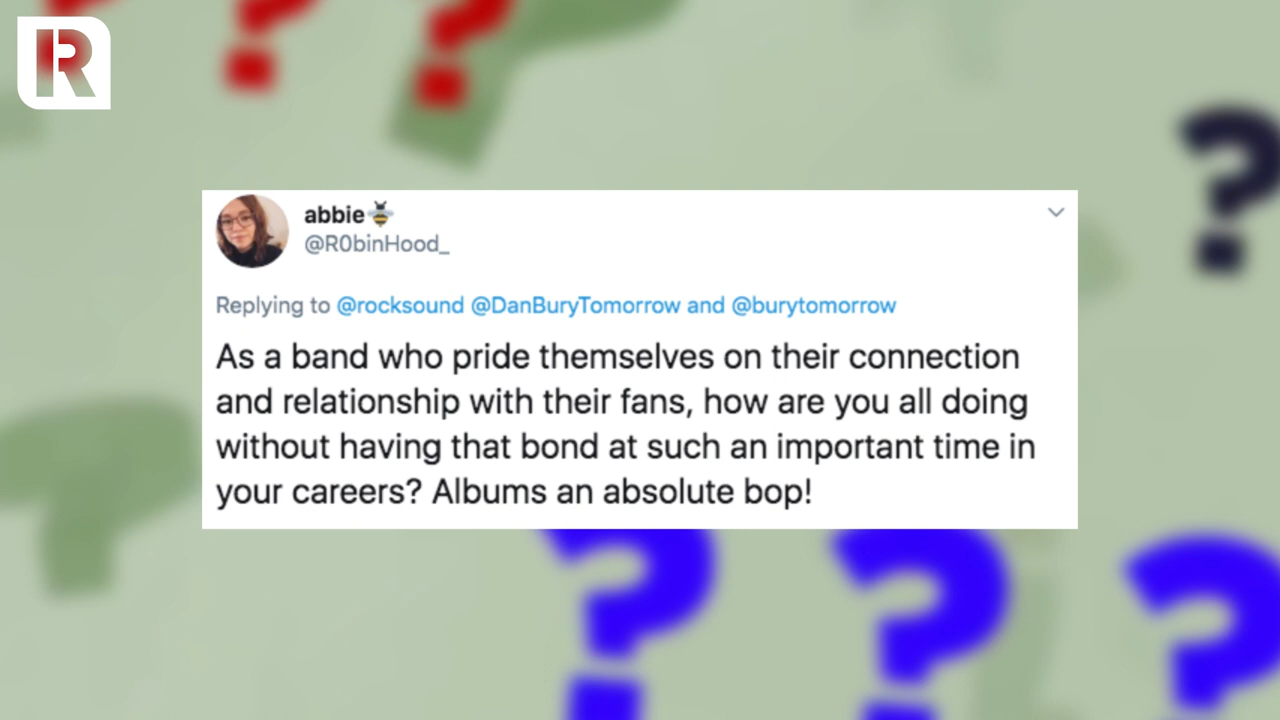 R
abbie🐝
@R0binHood_
Replying to @rocksound @DanBuryTomorrow and @burytomorrow
As a band who pride themselves on their connection
and relationship with their fans, how are you all doing
without having that bond at such an important time in
your careers? Albums an absolute bop!
? ? ?
? ? ?